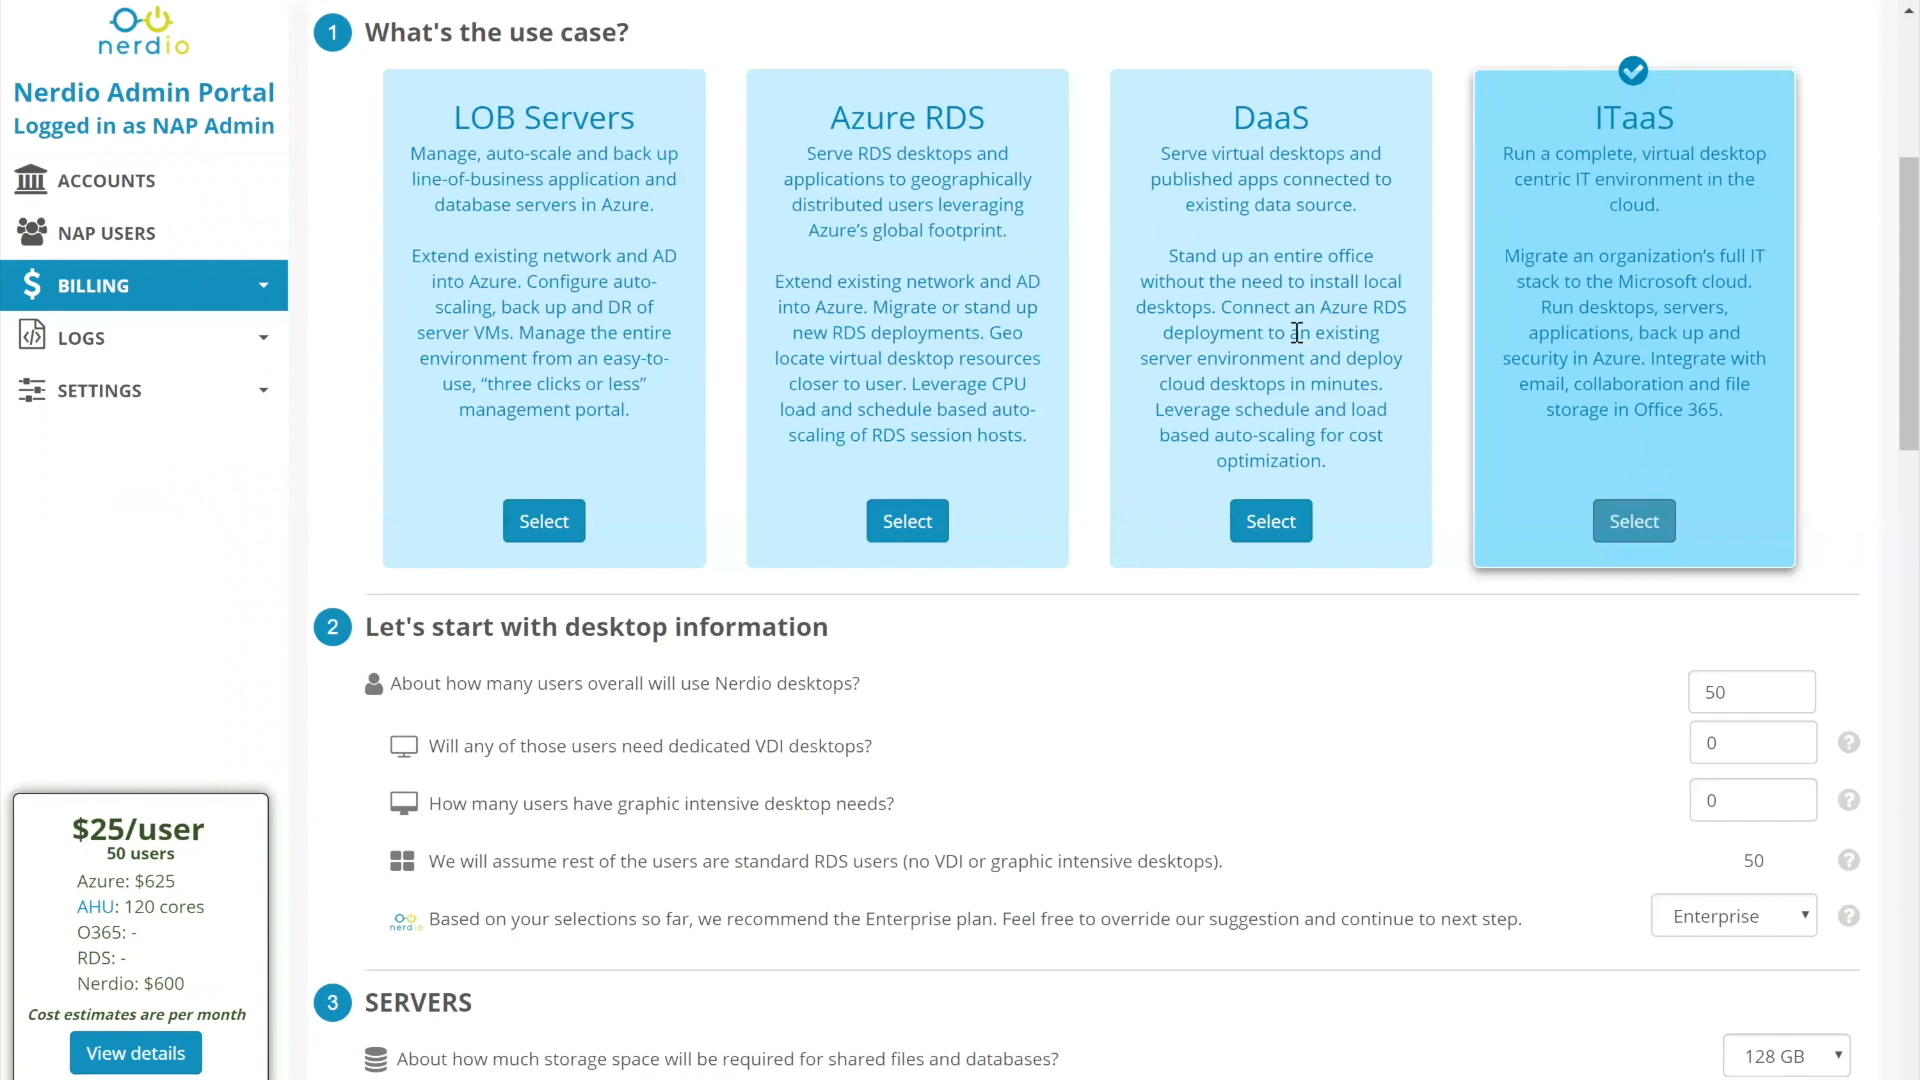 nerdio
Nerdio Admin Portal
Logged in as NAP Admin
ACCOUNTS
NAP USERS
BILLING
LOGS
SETTINGS
$25/user
50 users
Azure: $625
AHU: 120 cores
O365: -
RDS: -
Nerdio: $600
Cost estimates are per month
View details
1 What's the use case?
LOB Servers
Manage, auto-scale and back up
line-of-business application and
database servers in Azure.
Extend existing network and AD
into Azure. Configure auto-
scaling, back up and DR of
server VMs. Manage the entire
environment from an easy-to-
use, “three clicks or less”
management portal.
Select
Azure RDS
Serve RDS desktops and
applications to geographically
distributed users leveraging
Azure’s global footprint.
Extend existing network and AD
into Azure. Migrate or stand up
new RDS deployments. Geo
locate virtual desktop resources
closer to user. Leverage CPU
load and schedule based auto-
scaling of RDS session hosts.
Select
DaaS
Serve virtual desktops and
published apps connected to
existing data source.
Stand up an entire office
without the need to install local
desktops. Connect an Azure RDS
deployment to an existing
server environment and deploy
cloud desktops in minutes.
Leverage schedule and load
based auto-scaling for cost
optimization.
Select
ITaaS
Run a complete, virtual desktop
centric IT environment in the
cloud.
Migrate an organization’s full IT
stack to the Microsoft cloud.
Run desktops, servers,
applications, back up and
security in Azure. Integrate with
email, collaboration and file
storage in Office 365.
Select
2 Let's start with desktop information
About how many users overall will use Nerdio desktops? 50
Will any of those users need dedicated VDI desktops? 0 ?
How many users have graphic intensive desktop needs? 0 ?
We will assume rest of the users are standard RDS users (no VDI or graphic intensive desktops). 50 ?
nerdio Based on your selections so far, we recommend the Enterprise plan. Feel free to override our suggestion and continue to next step. Enterprise ?
3 SERVERS
About how much storage space will be required for shared files and databases? 128 GB